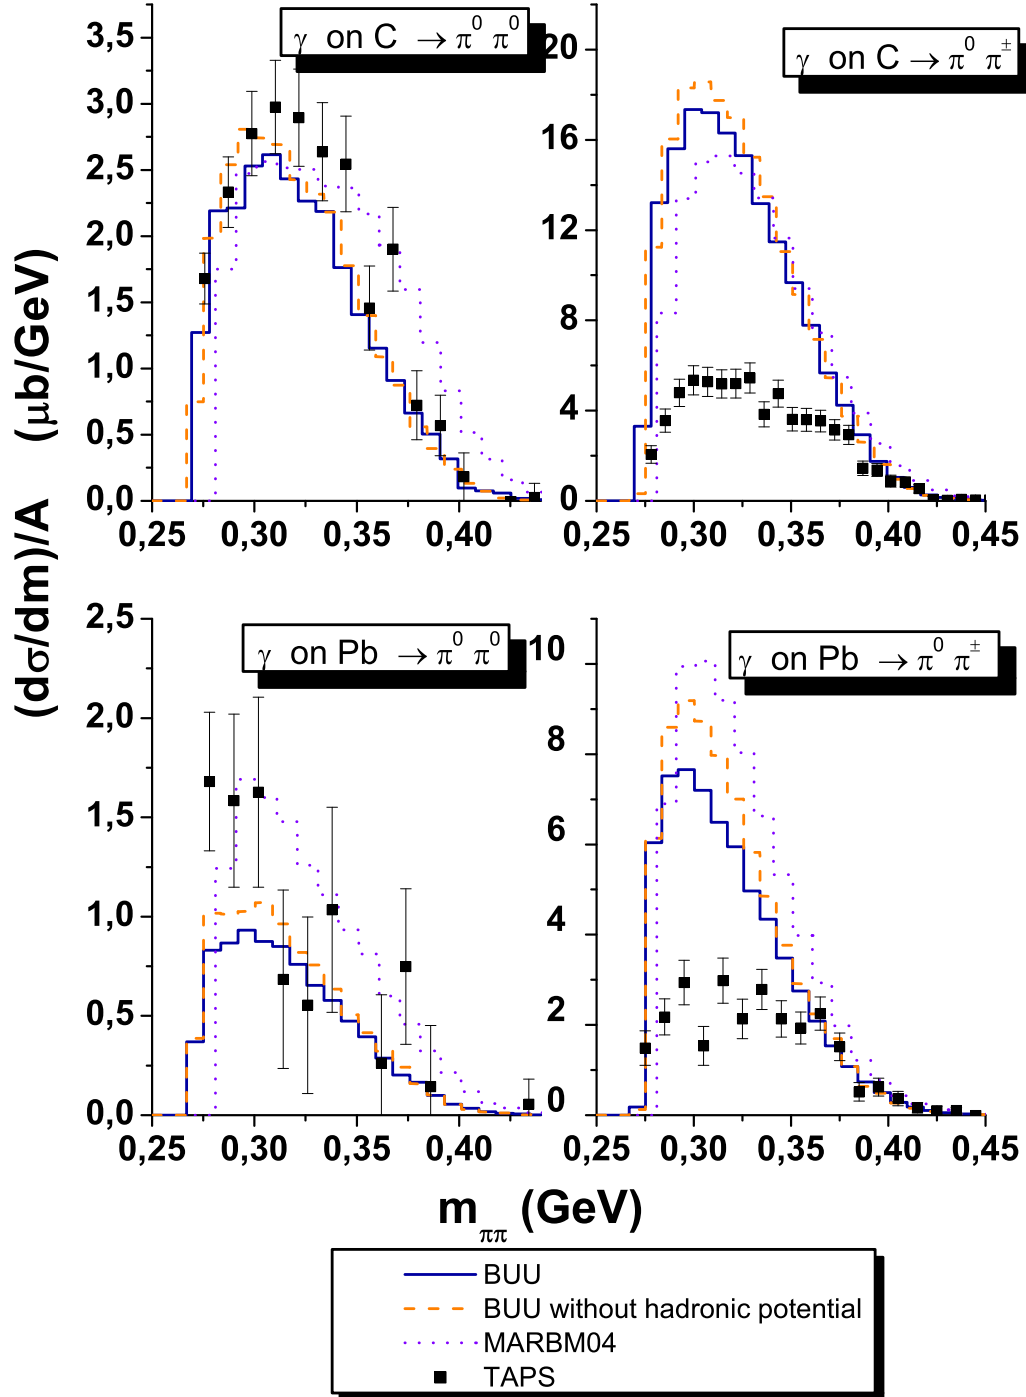 γ on C → π⁰ π⁰
γ on C → π⁰ π±
3,5
3,0
2,5
2,0
1,5
1,0
0,5
0,0
20
16
12
8
4
0
0,25 0,30 0,35 0,40
0,25 0,30 0,35 0,40 0,45
(dσ/dm)/A (μb/GeV)
γ on Pb → π⁰ π⁰
γ on Pb → π⁰ π±
2,5
2,0
1,5
1,0
0,5
0,0
10
8
6
4
2
0
0,25 0,30 0,35 0,40
0,25 0,30 0,35 0,40 0,45
m_ππ (GeV)
BUU
BUU without hadronic potential
MARBM04
TAPS